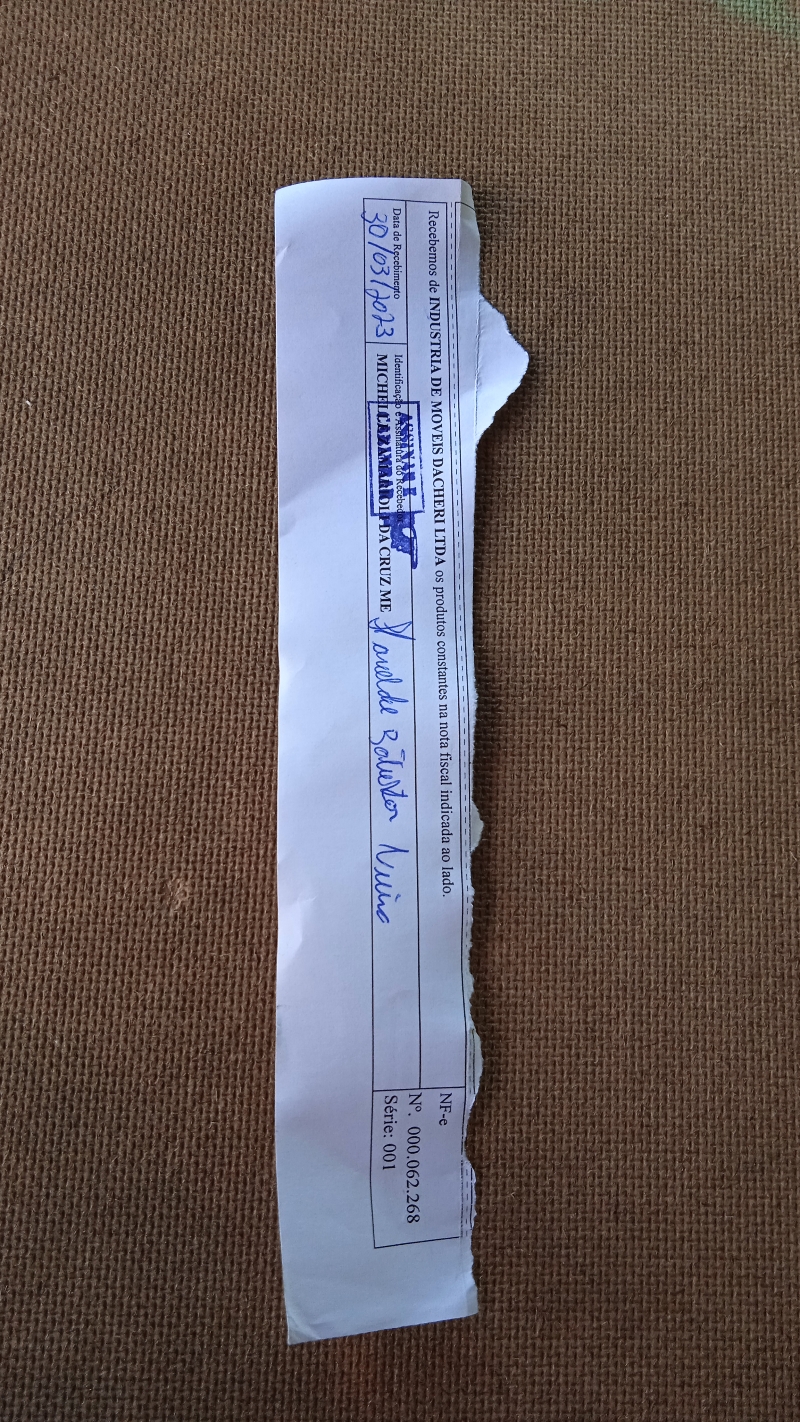 Recebemos de INDUSTRIA DE MOVEIS DACHERI LTDA os produtos constantes na nota fiscal indicada ao lado.
Data de Recebimento
30/03/2023
Identificação e Assinatura do Recebedor
ASSINAR E
DA CRUZ ME
NF-e
Nº. 000.062.268
Série: 001